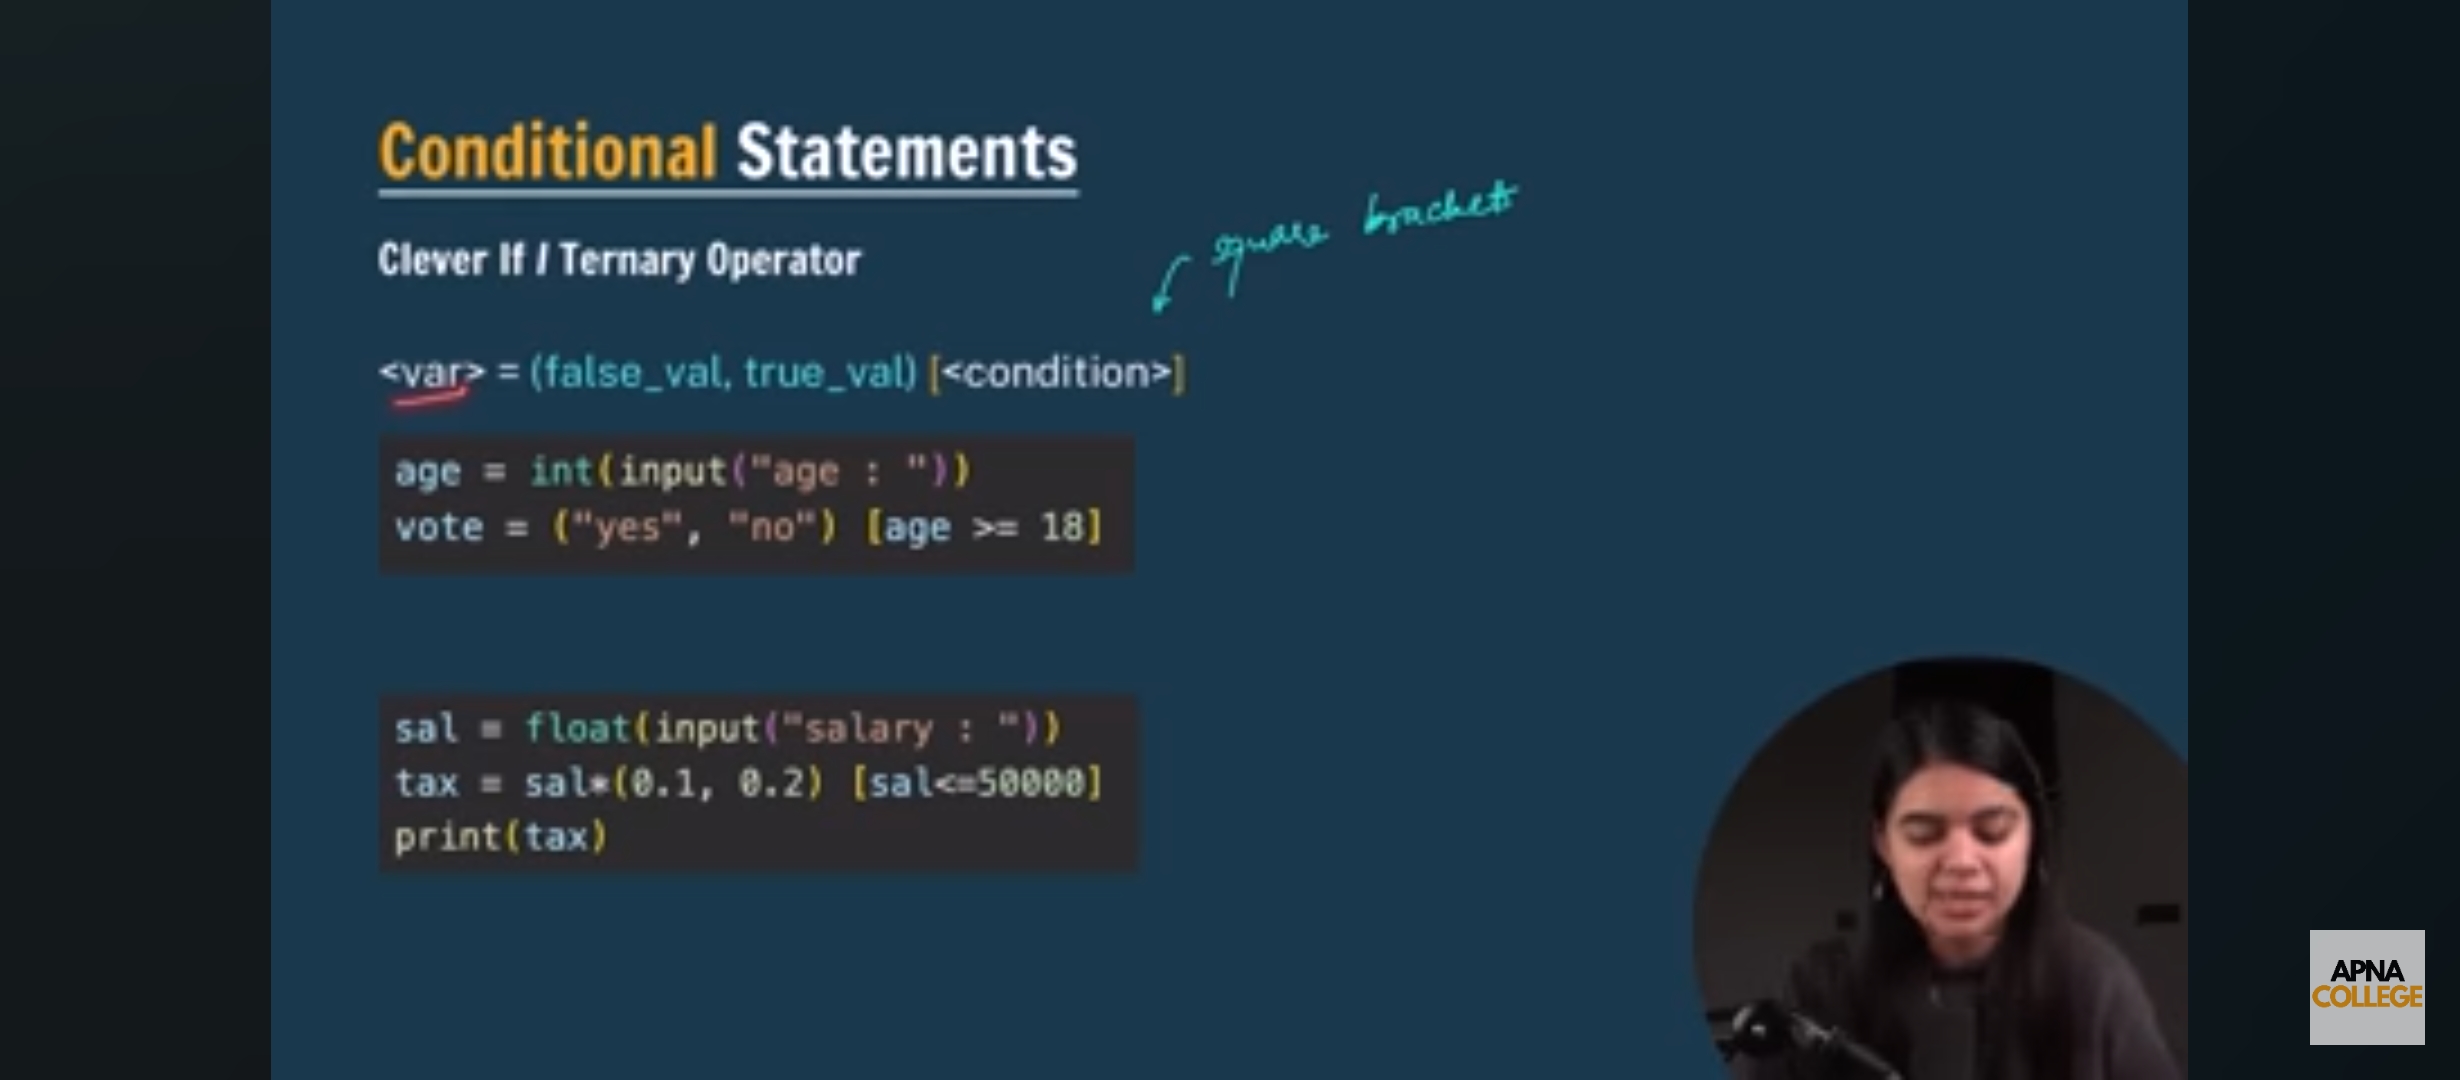 Conditional Statements
square brackets
Clever If / Ternary Operator
<var> = (false_val, true_val) [<condition>]
age = int(input("age : "))
vote = ("yes", "no") [age >= 18]
sal = float(input("salary : "))
tax = sal*(0.1, 0.2) [sal<=50000]
print(tax)
APNA
COLLEGE